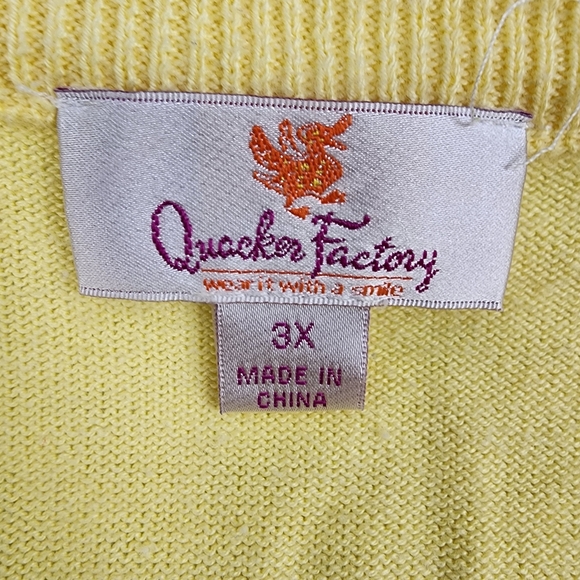 Quacker Factory
wear it with a smile
3X
MADE IN
CHINA